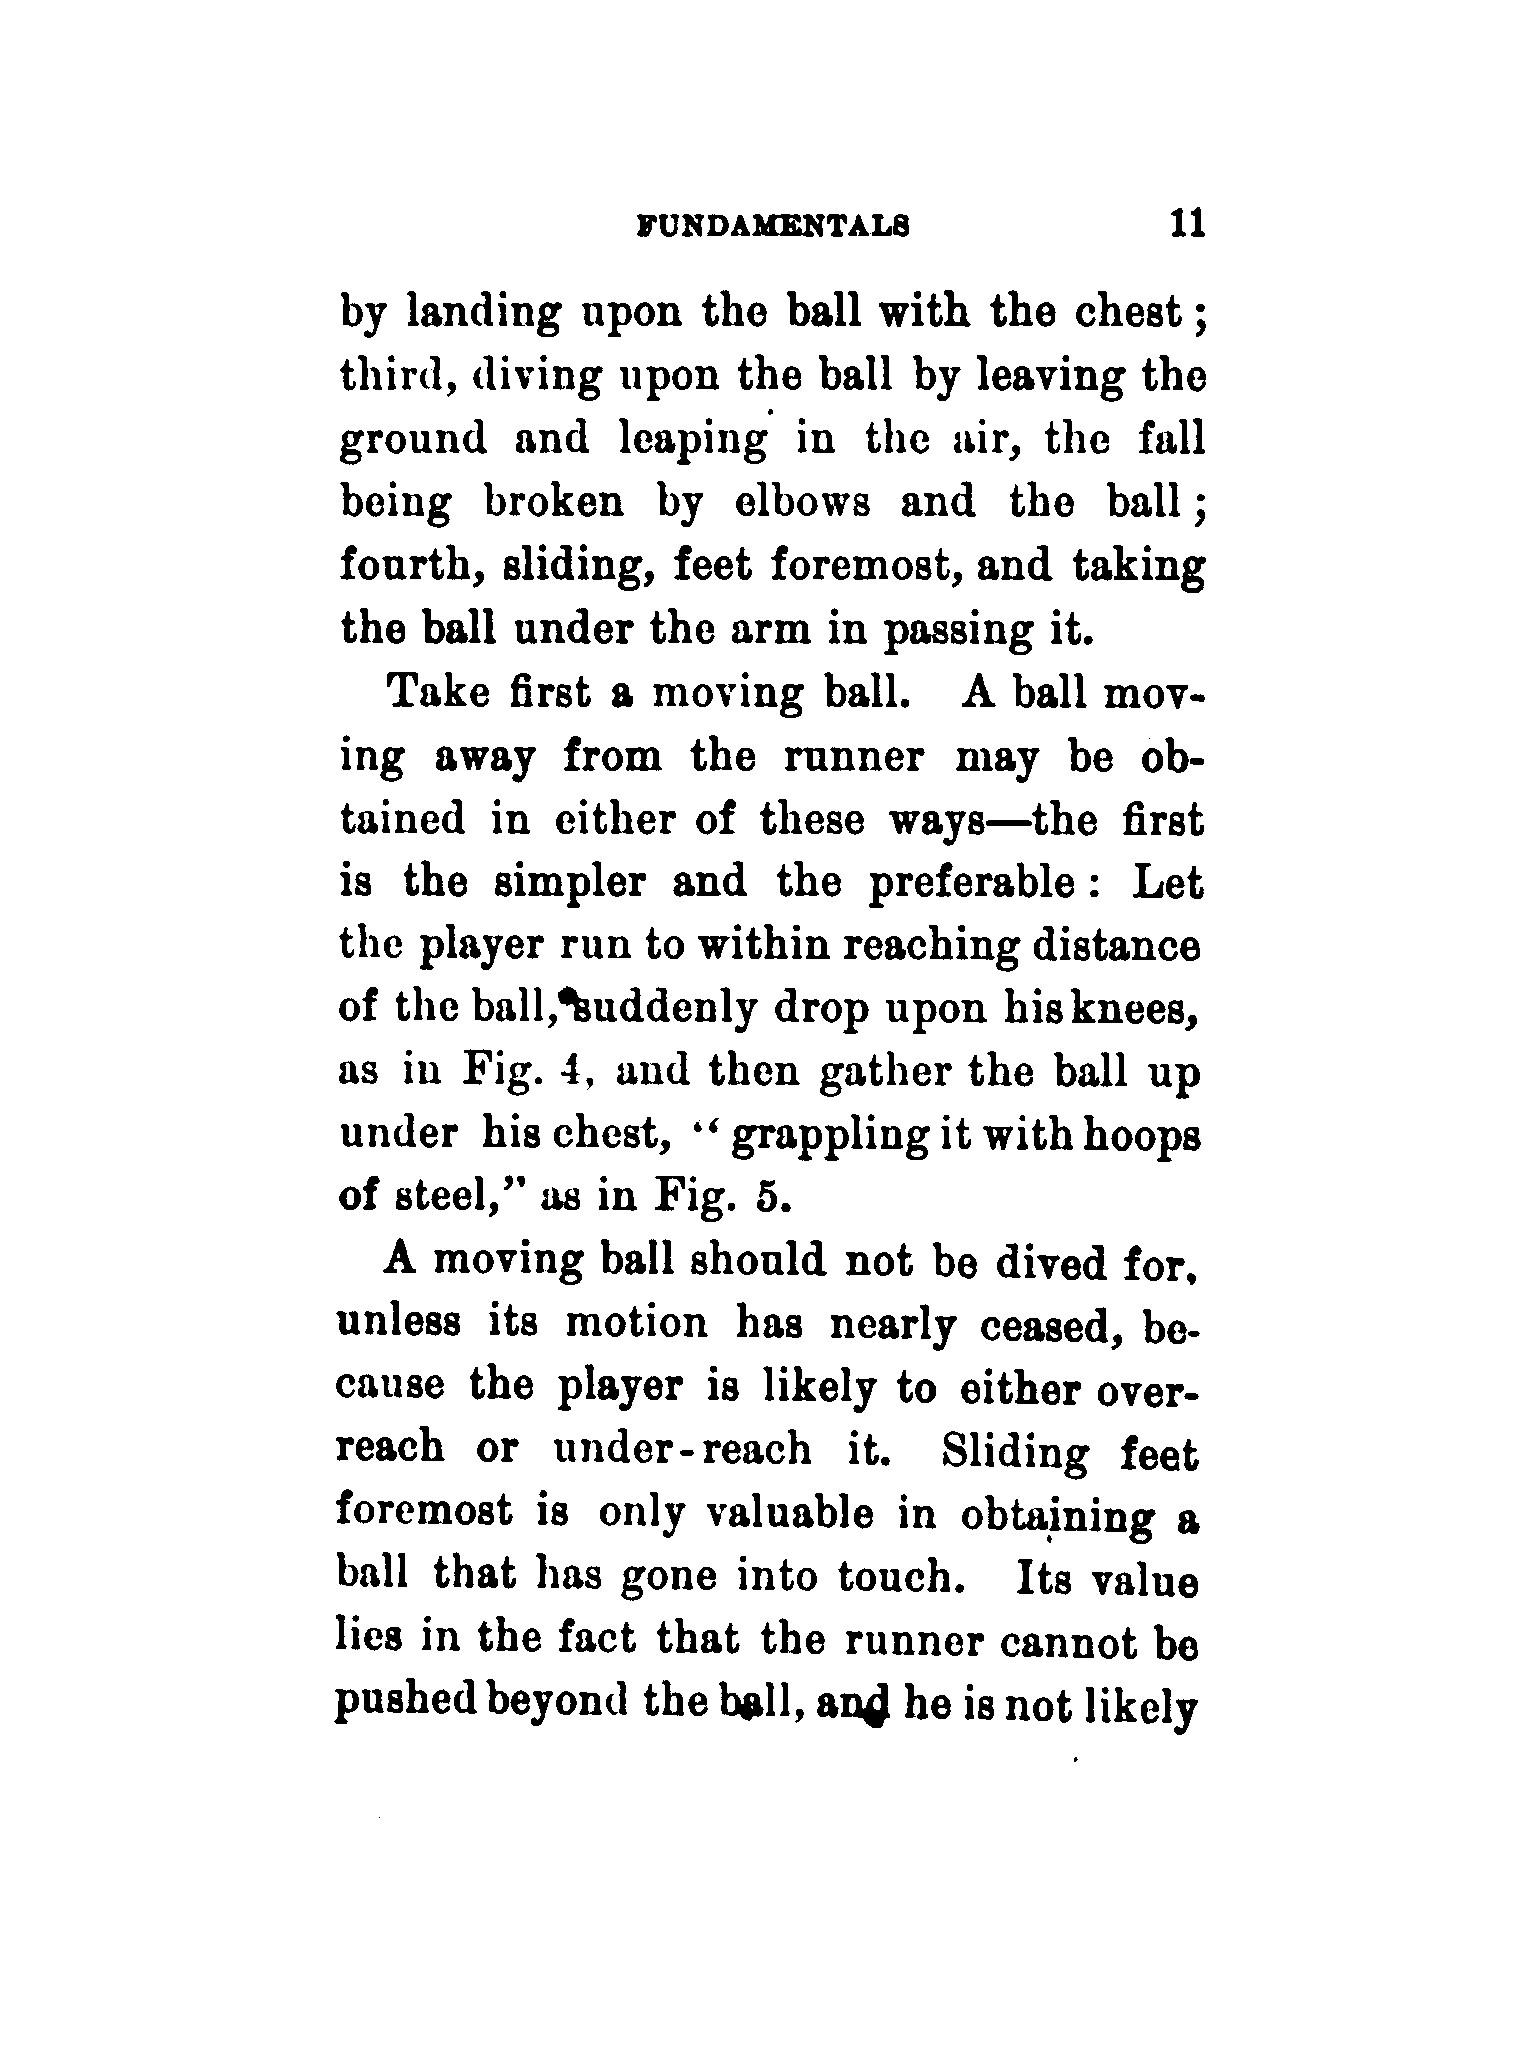 FUNDAMENTALS 11
by landing upon the ball with the chest;
third, diving upon the ball by leaving the
ground and leaping in the air, the fall
being broken by elbows and the ball;
fourth, sliding, feet foremost, and taking
the ball under the arm in passing it.
Take first a moving ball. A ball mov-
ing away from the runner may be ob-
tained in either of these ways—the first
is the simpler and the preferable: Let
the player run to within reaching distance
of the ball, suddenly drop upon his knees,
as in Fig. 4, and then gather the ball up
under his chest, "grappling it with hoops
of steel," as in Fig. 5.
A moving ball should not be dived for,
unless its motion has nearly ceased, be-
cause the player is likely to either over-
reach or under-reach it. Sliding feet
foremost is only valuable in obtaining a
ball that has gone into touch. Its value
lies in the fact that the runner cannot be
pushed beyond the ball, and he is not likely